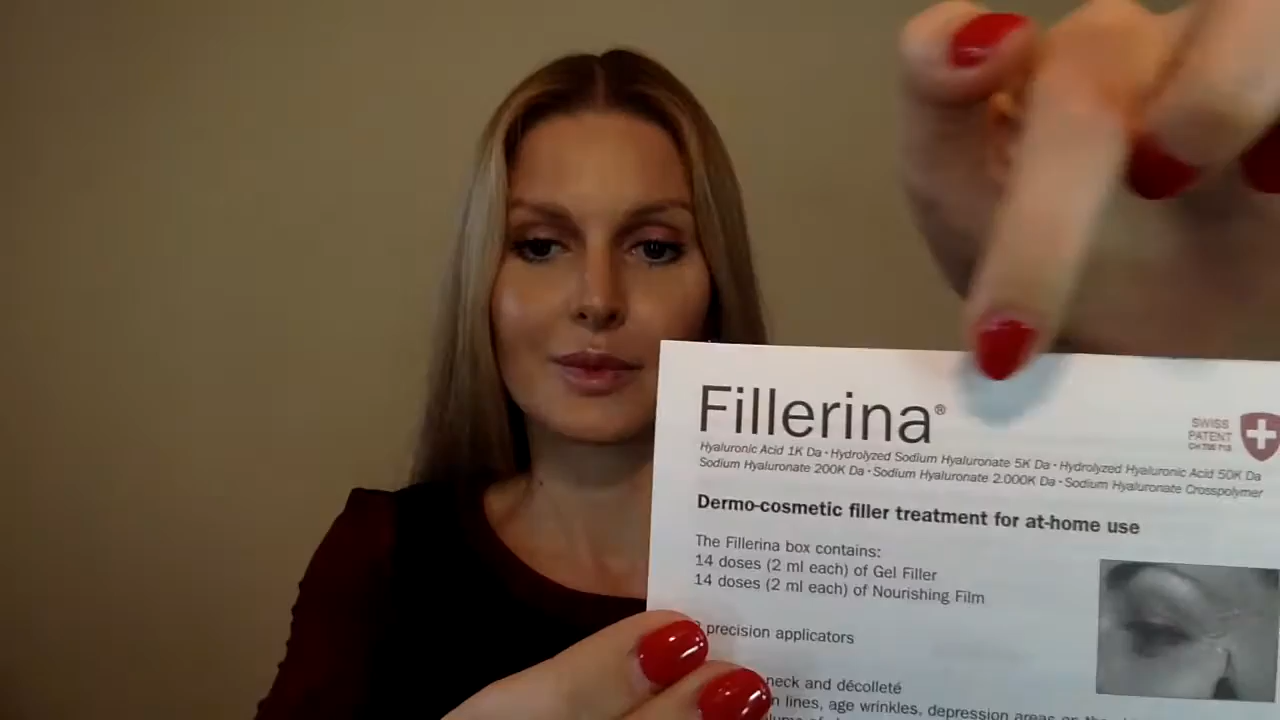 Fillerina®
SWISS
PATENT
Hyaluronic Acid 1K Da · Hydrolyzed Sodium Hyaluronate 5K Da · Hydrolyzed Hyaluronic Acid 50K Da
Sodium Hyaluronate 200K Da · Sodium Hyaluronate 2.000K Da · Sodium Hyaluronate Crosspolymer
Dermo-cosmetic filler treatment for at-home use
The Fillerina box contains:
14 doses (2 ml each) of Gel Filler
14 doses (2 ml each) of Nourishing Film
precision applicators
neck and décolleté
lines, age wrinkles, depression areas on